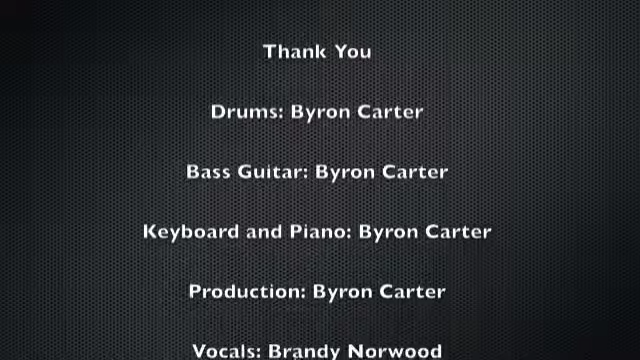 Thank You
Drums: Byron Carter
Bass Guitar: Byron Carter
Keyboard and Piano: Byron Carter
Production: Byron Carter
Vocals: Brandy Norwood